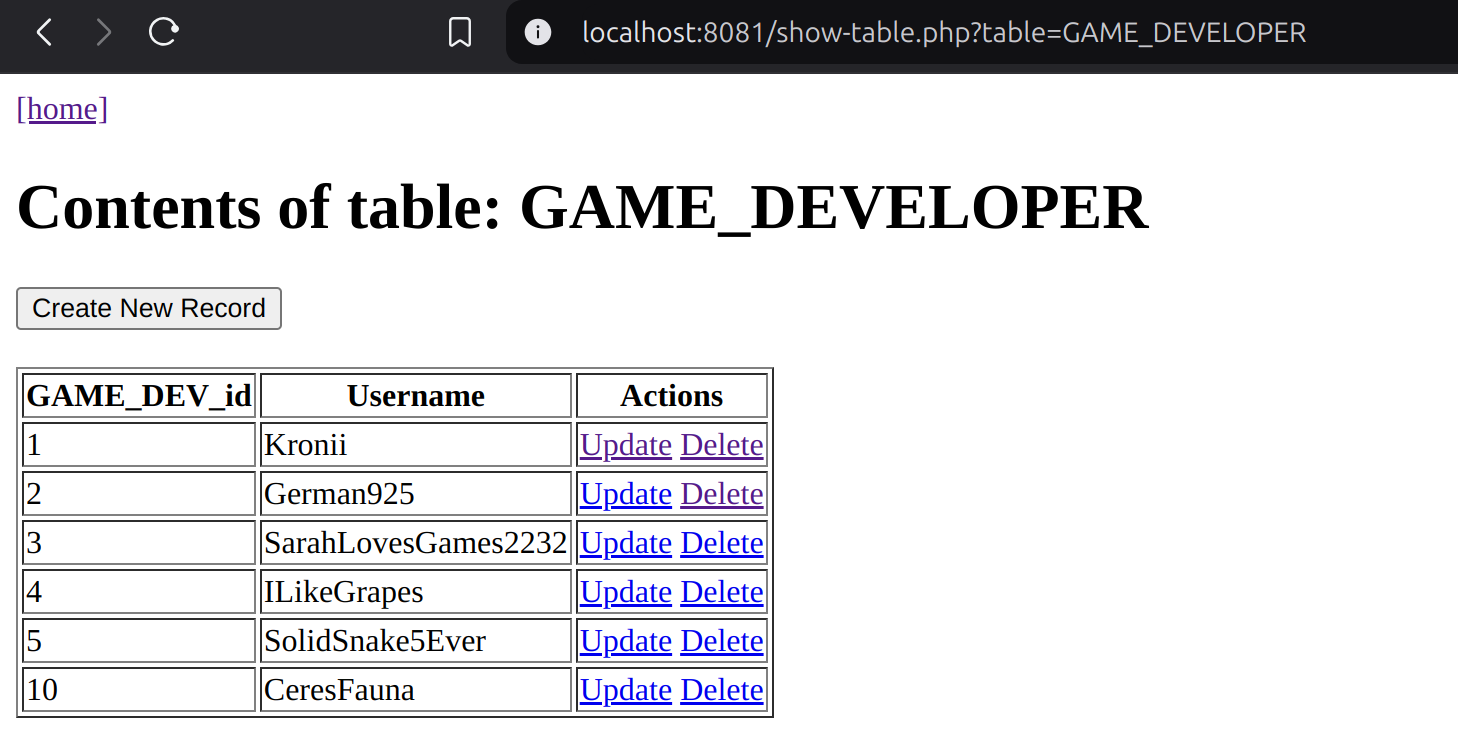 localhost:8081/show-table.php?table=GAME_DEVELOPER
[home]
Contents of table: GAME_DEVELOPER
Create New Record
GAME_DEV_id Username Actions
1 Kronii Update Delete
2 German925 Update Delete
3 SarahLovesGames2232 Update Delete
4 ILikeGrapes Update Delete
5 SolidSnake5Ever Update Delete
10 CeresFauna Update Delete